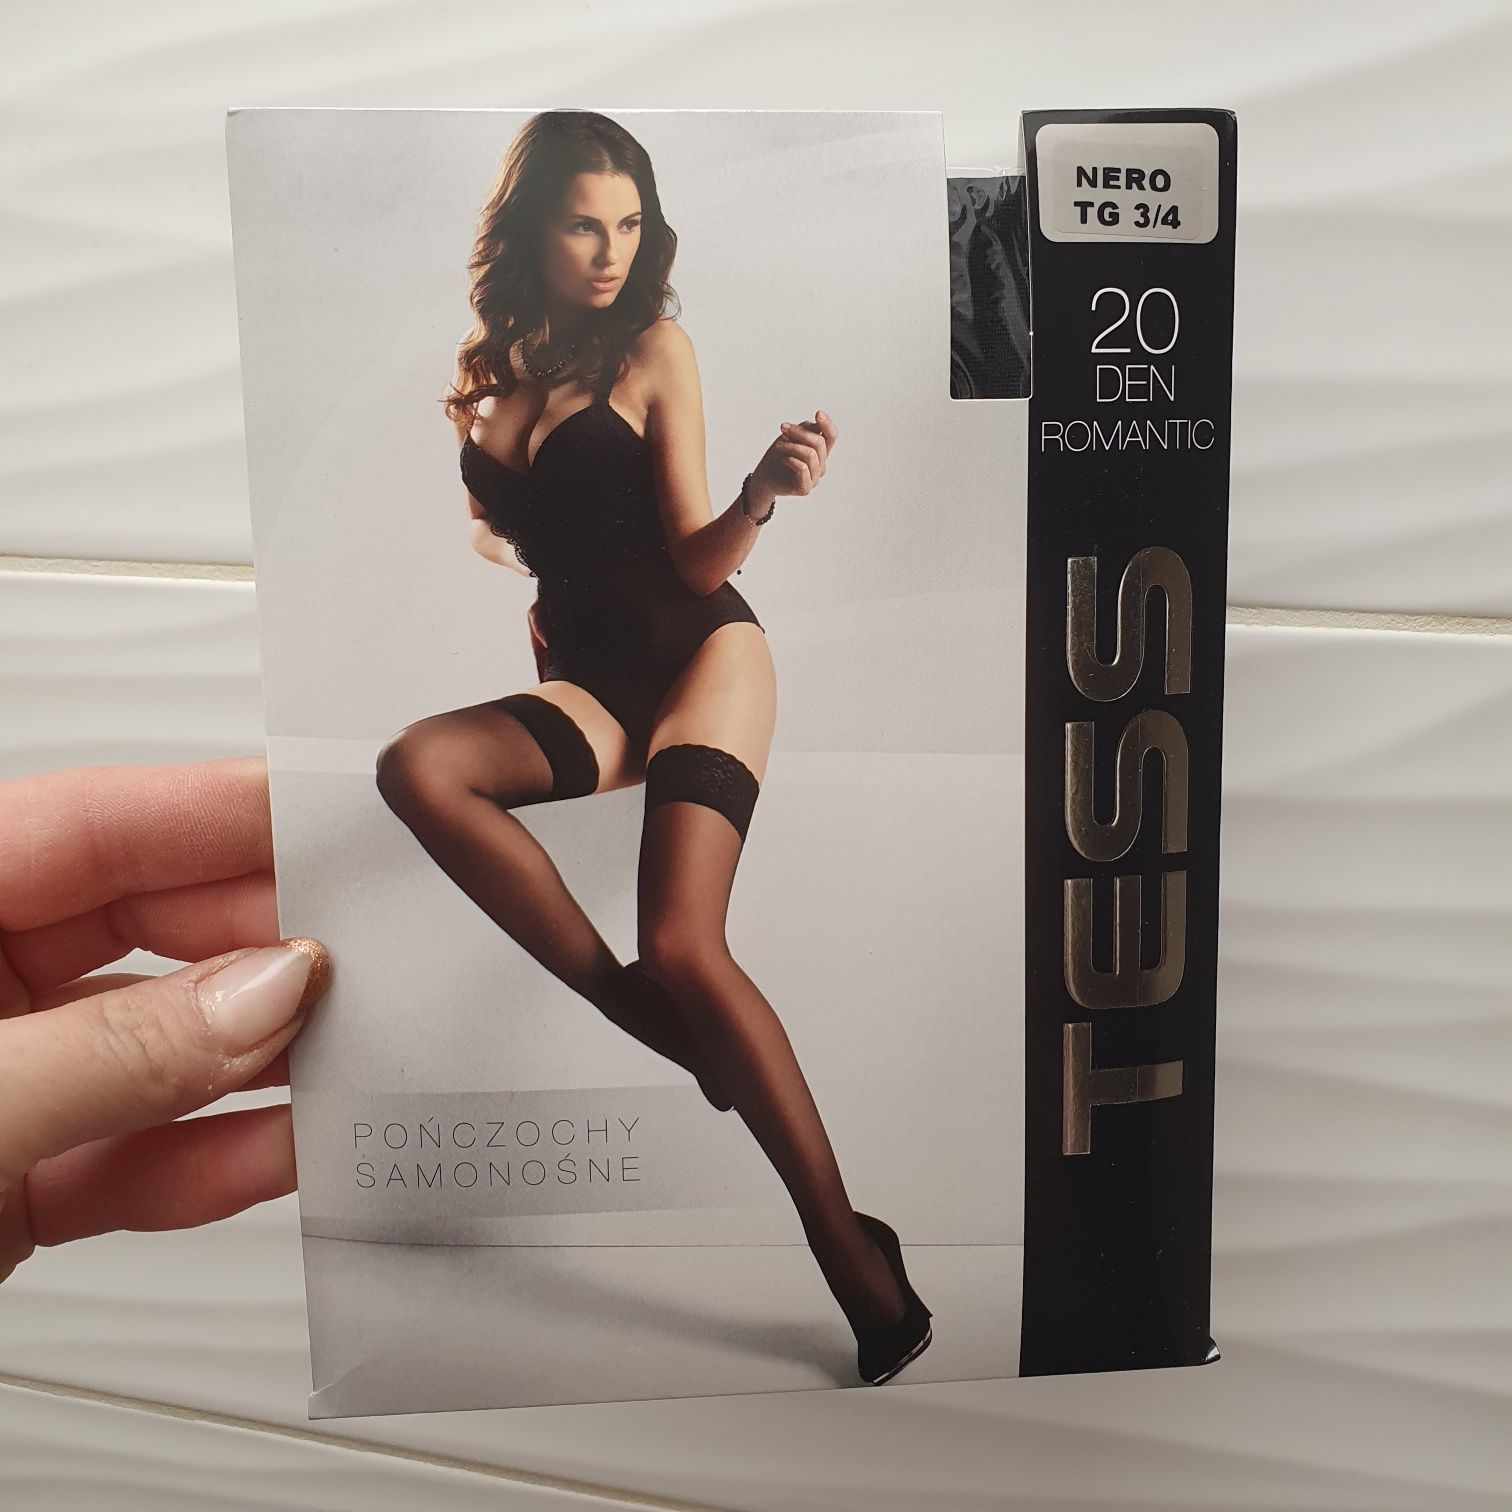 NERO
TG 3/4
20
DEN
ROMANTIC
TESS
POŃCZOCHY
SAMONOŚNE